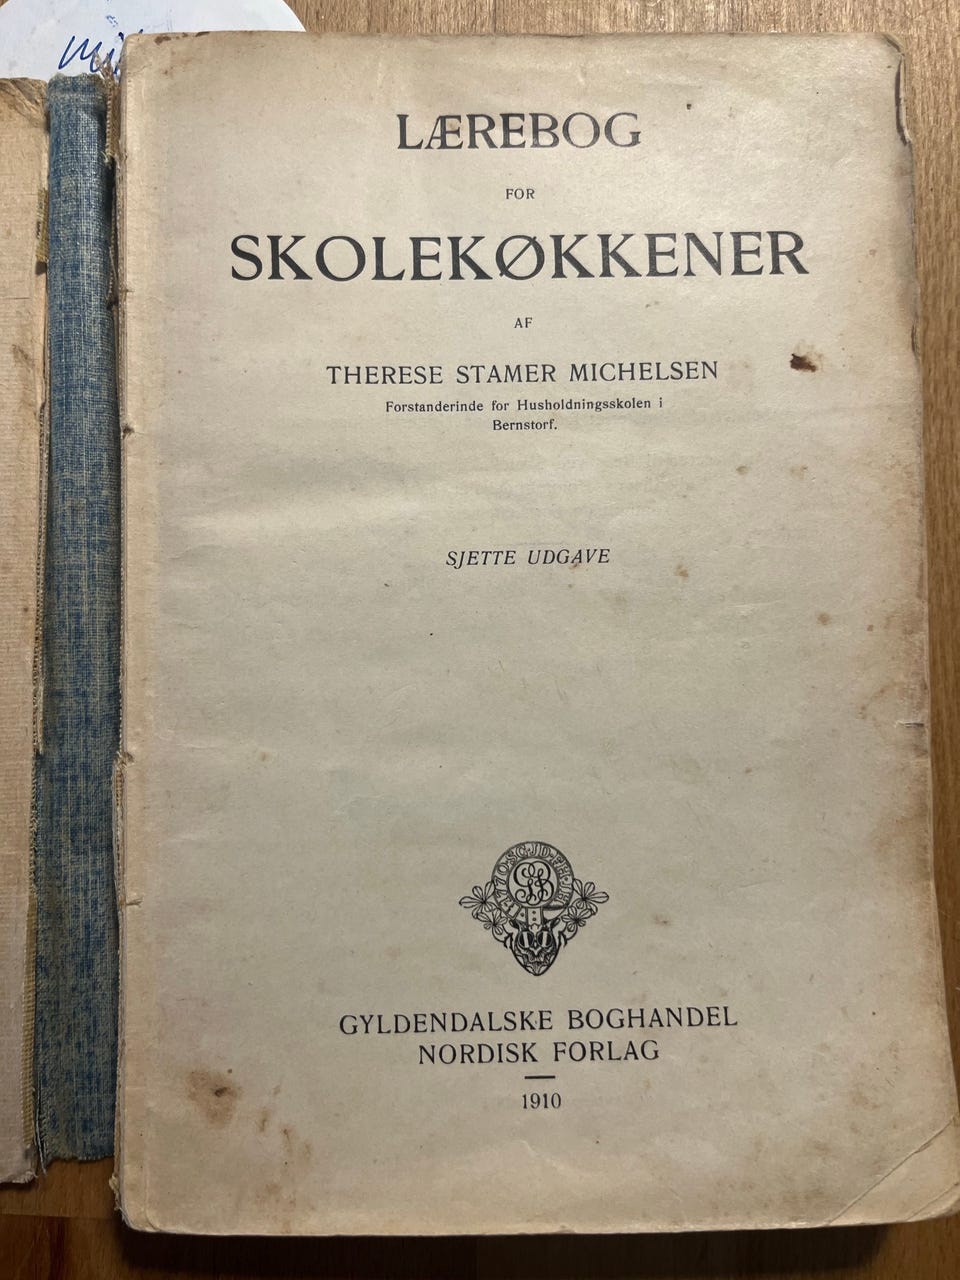 LÆREBOG
FOR
SKOLEKØKKENER
AF
THERESE STAMER MICHELSEN
Forstanderinde for Husholdningsskolen i
Bernstorf.
SJETTE UDGAVE
GYLDENDALSKE BOGHANDEL
NORDISK FORLAG
1910